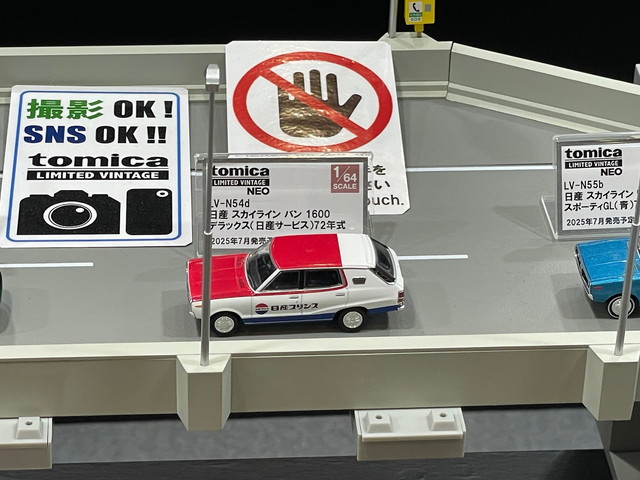 撮影 OK!
SNS OK!!
tomica
LIMITED VINTAGE
tomica
LIMITED VINTAGE
NEO
1/64
SCALE
LV-N54d
日産 スカイライン バン 1600
デラックス(日産サービス)72年式
2025年7月発売予
を
い
ouch.
日産プリンス
tomica
LIMITED VINTAGE
NEO
LV-N55b
日産 スカイライン
スポーティGL(青)7
2025年7月発売予定